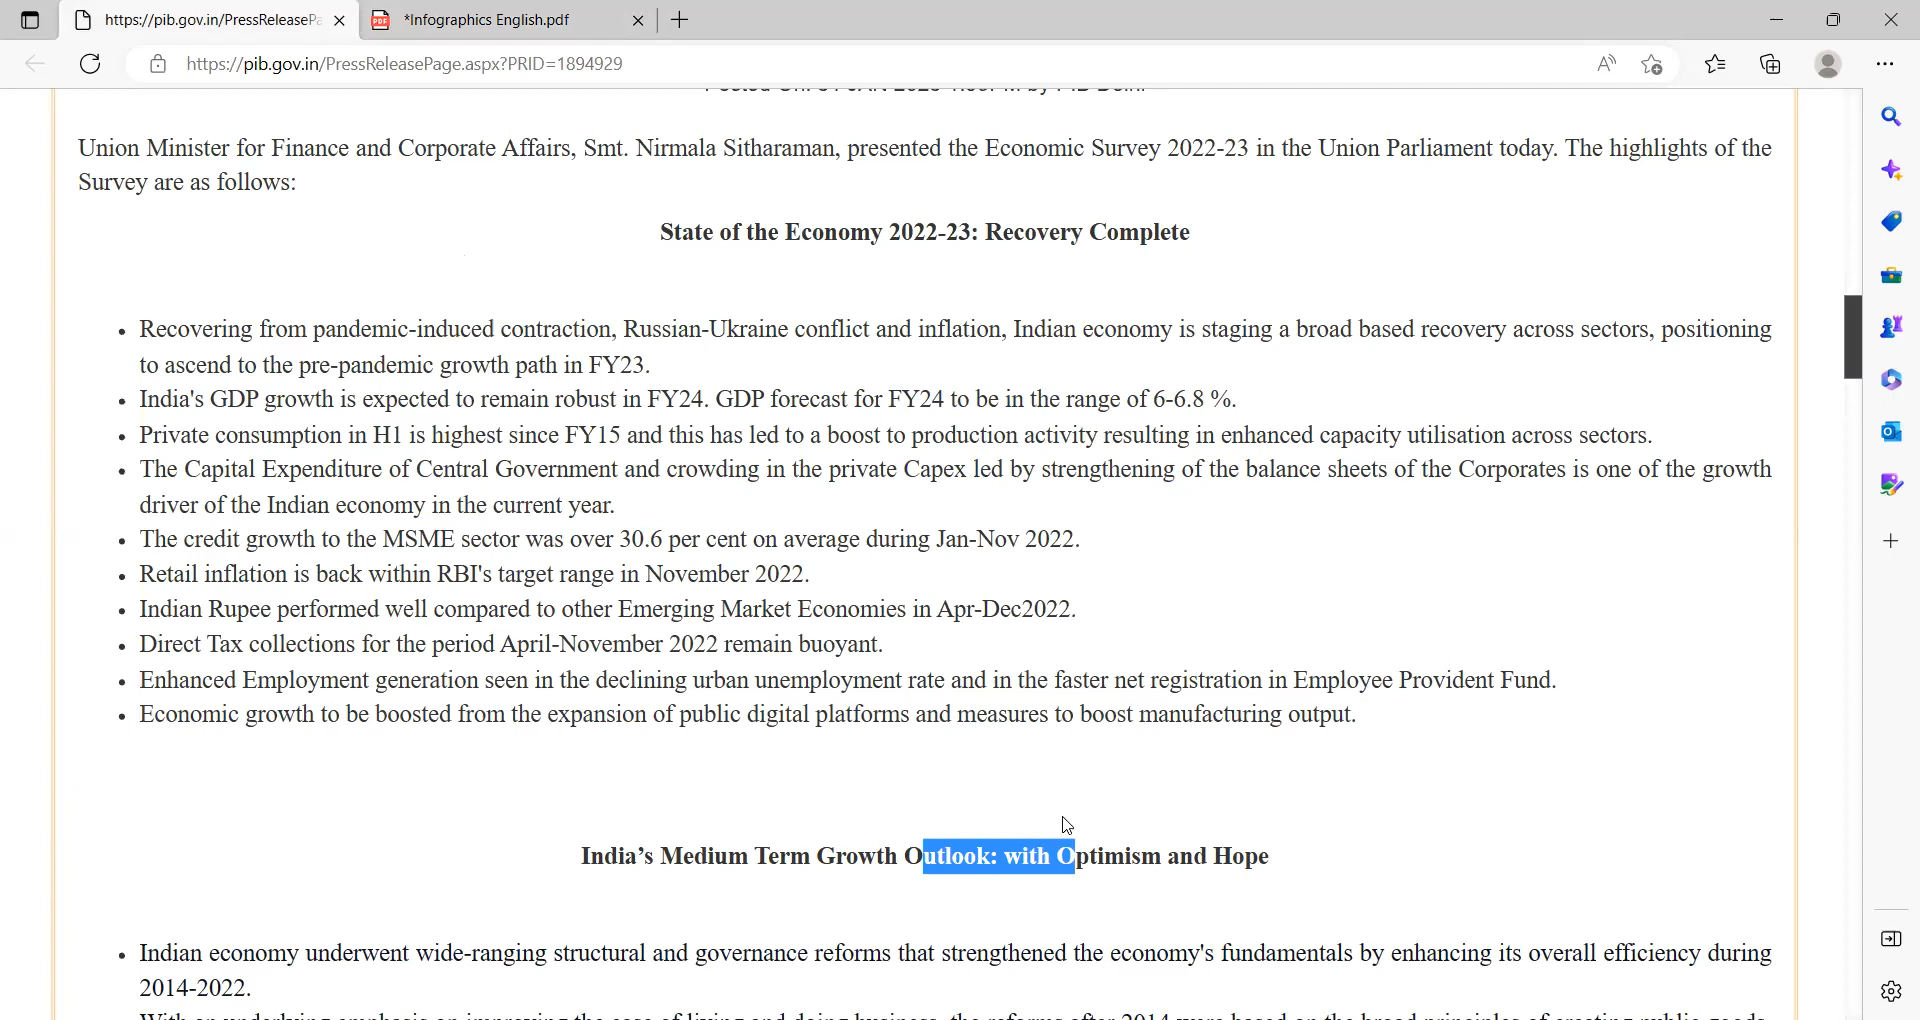 https://pib.gov.in/PressReleasePa
*Infographics English.pdf
https://pib.gov.in/PressReleasePage.aspx?PRID=1894929
Union Minister for Finance and Corporate Affairs, Smt. Nirmala Sitharaman, presented the Economic Survey 2022-23 in the Union Parliament today. The highlights of the
Survey are as follows:
State of the Economy 2022-23: Recovery Complete
• Recovering from pandemic-induced contraction, Russian-Ukraine conflict and inflation, Indian economy is staging a broad based recovery across sectors, positioning
to ascend to the pre-pandemic growth path in FY23.
• India's GDP growth is expected to remain robust in FY24. GDP forecast for FY24 to be in the range of 6-6.8 %.
• Private consumption in H1 is highest since FY15 and this has led to a boost to production activity resulting in enhanced capacity utilisation across sectors.
• The Capital Expenditure of Central Government and crowding in the private Capex led by strengthening of the balance sheets of the Corporates is one of the growth
driver of the Indian economy in the current year.
• The credit growth to the MSME sector was over 30.6 per cent on average during Jan-Nov 2022.
• Retail inflation is back within RBI's target range in November 2022.
• Indian Rupee performed well compared to other Emerging Market Economies in Apr-Dec2022.
• Direct Tax collections for the period April-November 2022 remain buoyant.
• Enhanced Employment generation seen in the declining urban unemployment rate and in the faster net registration in Employee Provident Fund.
• Economic growth to be boosted from the expansion of public digital platforms and measures to boost manufacturing output.
India’s Medium Term Growth Outlook: with Optimism and Hope
• Indian economy underwent wide-ranging structural and governance reforms that strengthened the economy's fundamentals by enhancing its overall efficiency during
2014-2022.